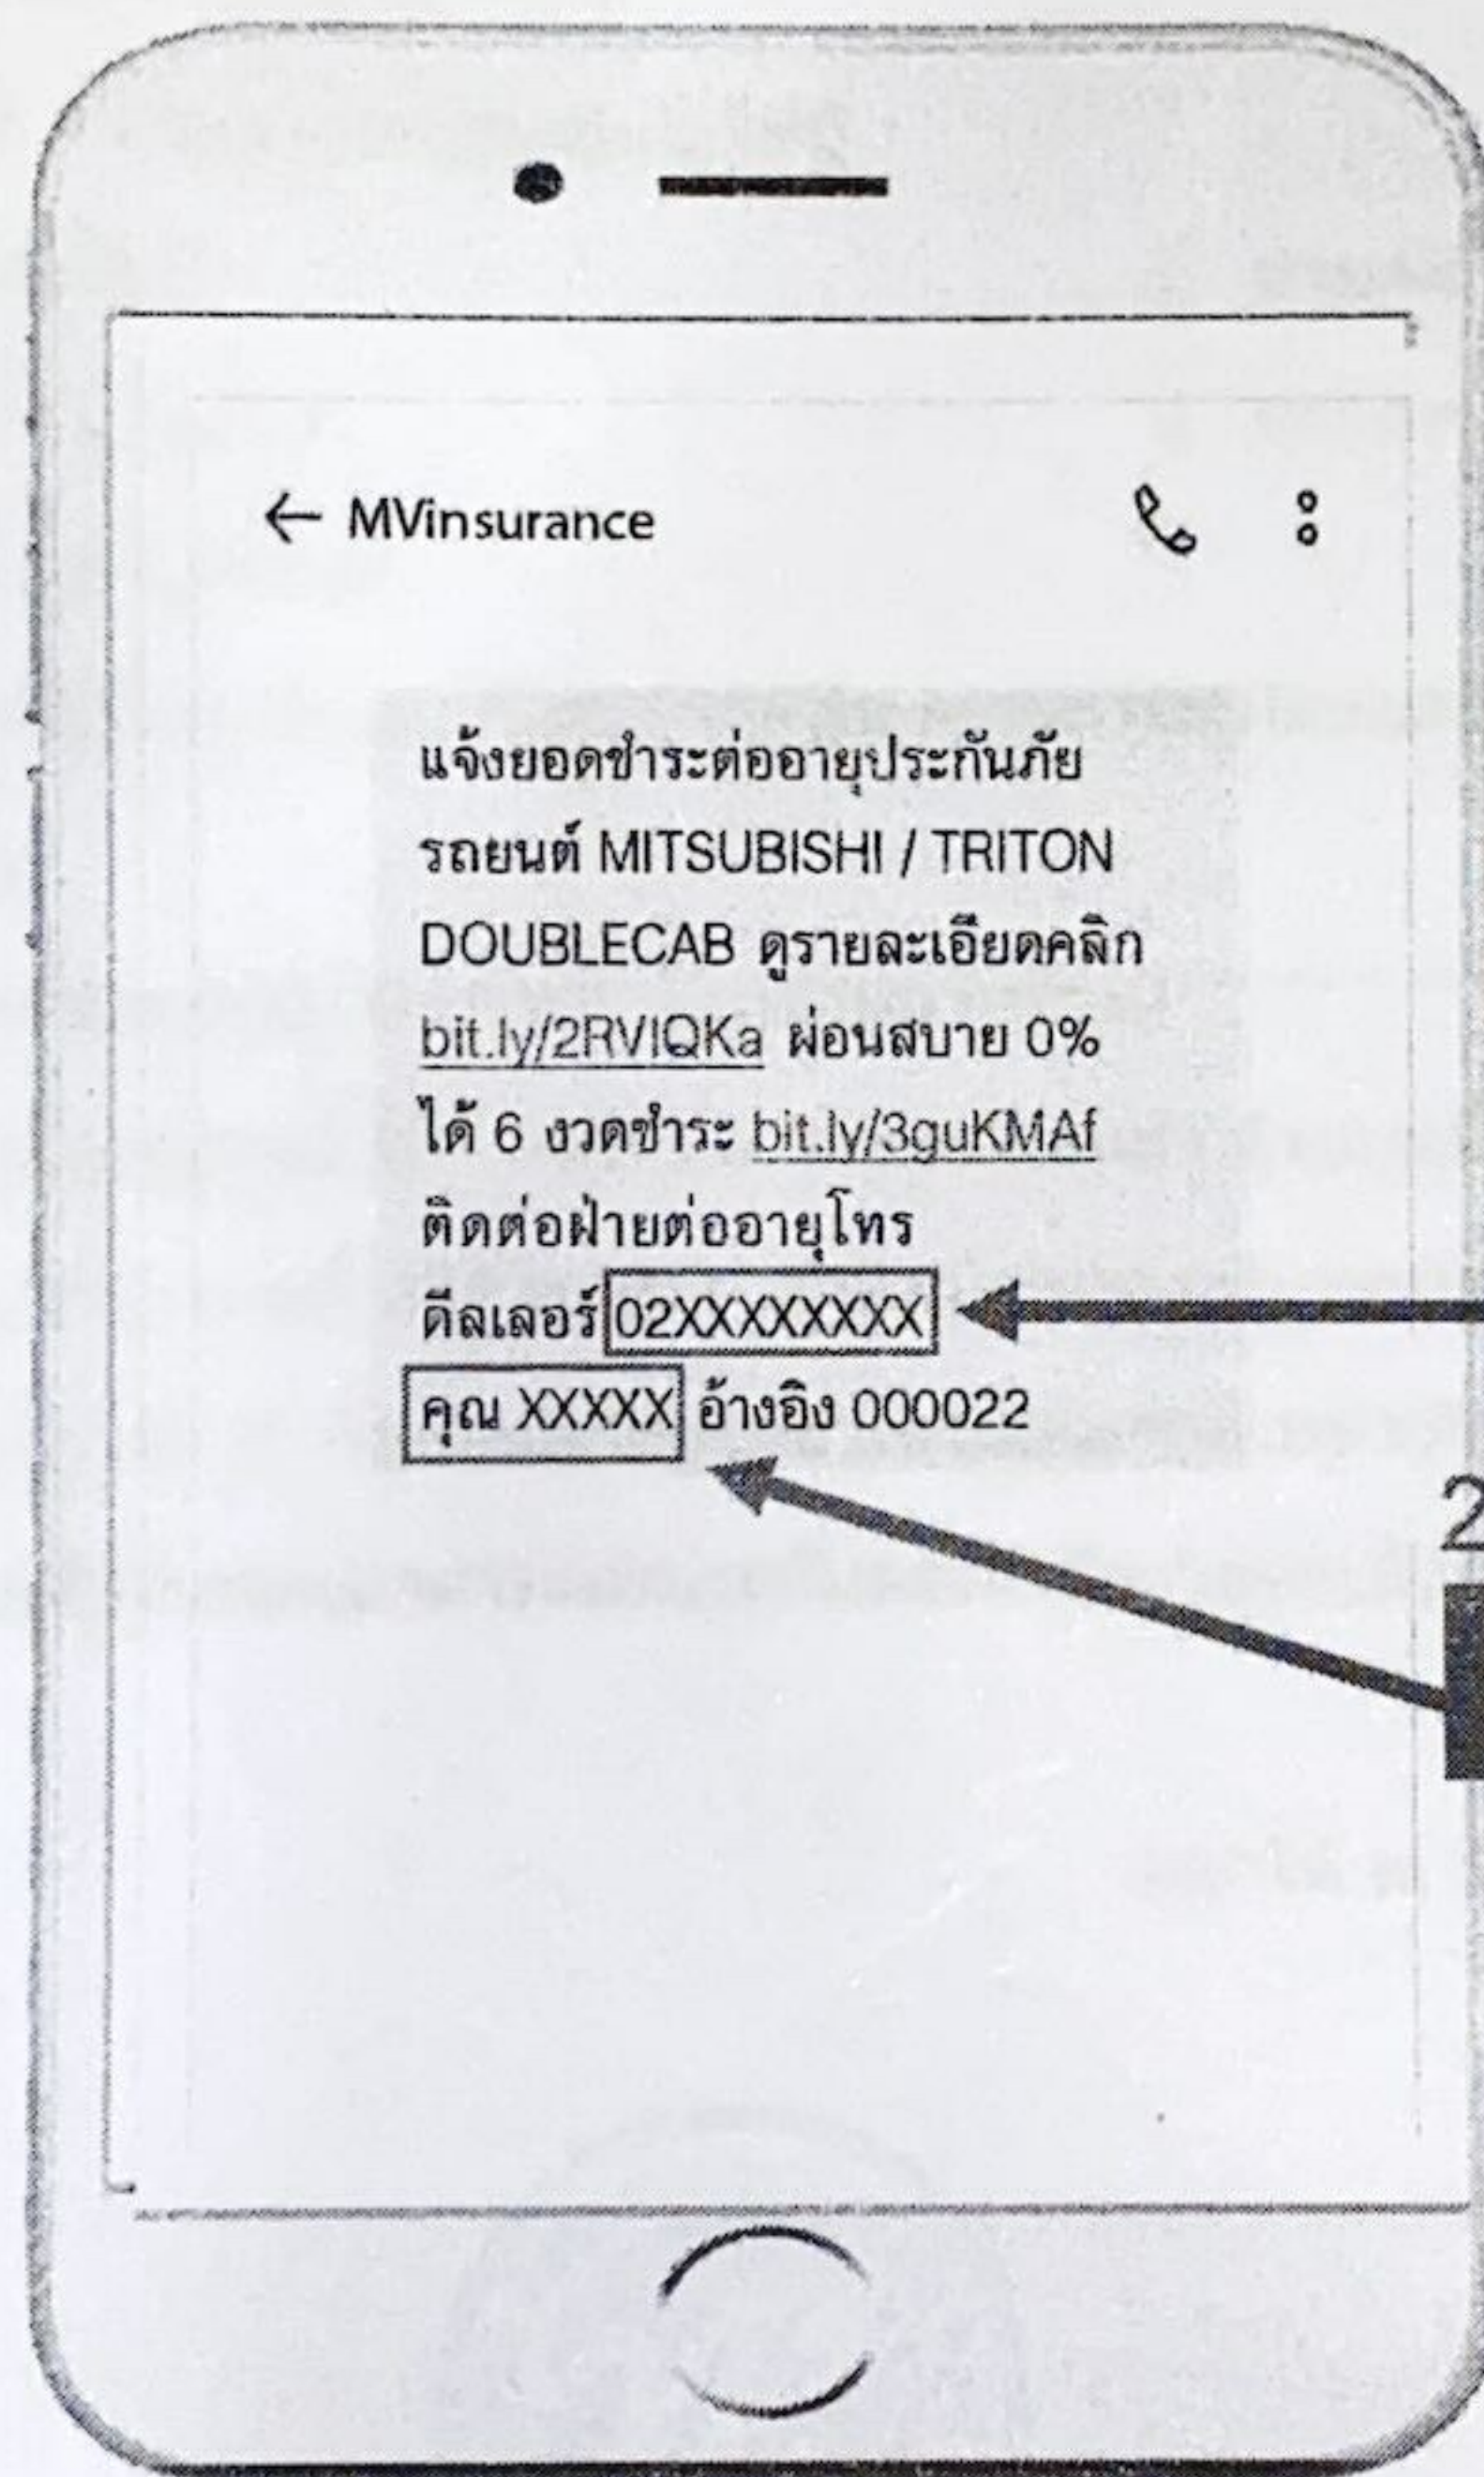 ← MVinsurance
แจ้งยอดชำระต่ออายุประกันภัย
รถยนต์ MITSUBISHI / TRITON
DOUBLECAB ดูรายละเอียดคลิก
bit.ly/2RVIQKa ผ่อนสบาย 0%
ได้ 6 งวดชำระ bit.ly/3guKMAf
ติดต่อฝ่ายต่ออายุโทร
ดีลเลอร์ 02XXXXXXXX
คุณ XXXXX อ้างอิง 000022
2